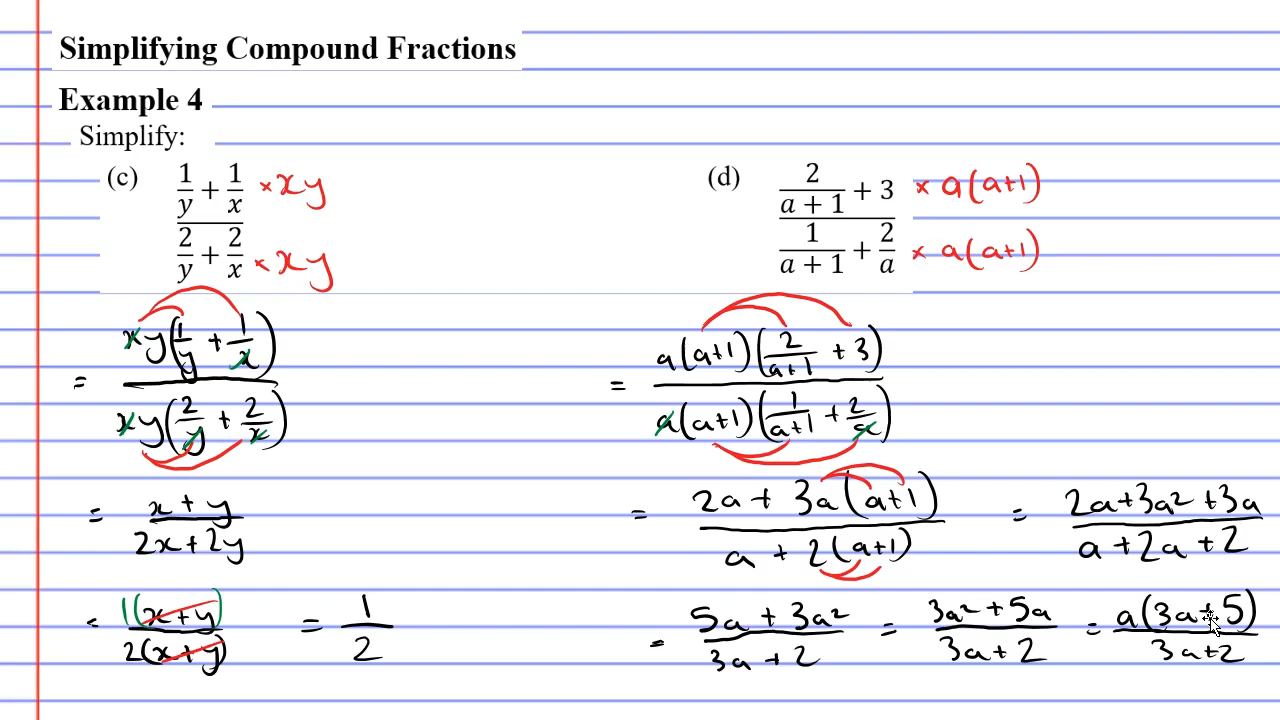 Simplifying Compound Fractions
Example 4
Simplify:
(c) (1/y + 1/x)/(2/y + 2/x) × xy × xy
= xy(1/y + 1/x)/xy(2/y + 2/x)
= (x + y)/(2x + 2y)
= 1(x + y)/2(x + y) = 1/2
(d) (2/(a + 1) + 3)/(1/(a + 1) + 2/a) × a(a+1) × a(a+1)
= a(a+1)(2/(a+1) + 3)/a(a+1)(1/(a+1) + 2/a)
= (2a + 3a(a+1))/(a + 2(a+1)) = (2a + 3a² + 3a)/(a + 2a + 2)
= (5a + 3a²)/(3a + 2) = (3a² + 5a)/(3a + 2) = a(3a + 5)/(3a + 2)